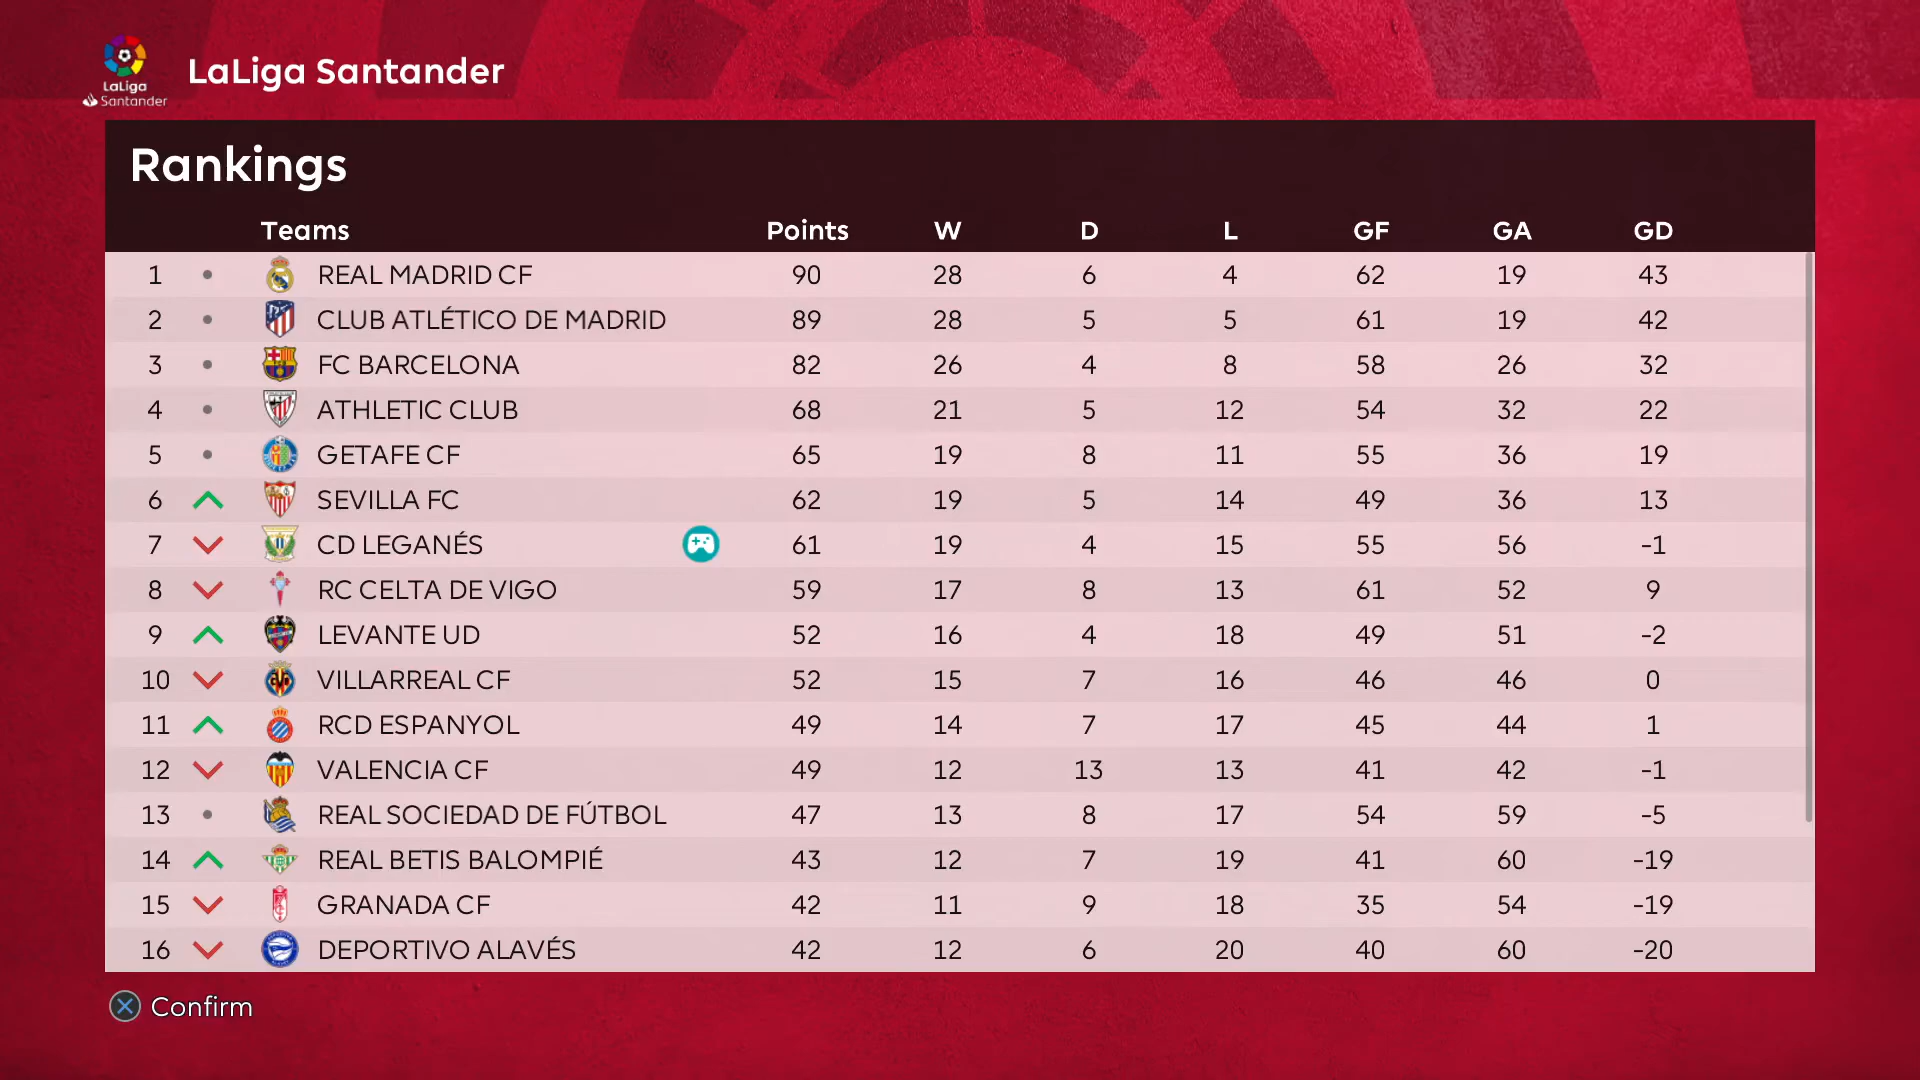 LaLiga
Santander
LaLiga Santander
Rankings
Teams Points W D L GF GA GD
1 REAL MADRID CF 90 28 6 4 62 19 43
2 CLUB ATLÉTICO DE MADRID 89 28 5 5 61 19 42
3 FC BARCELONA 82 26 4 8 58 26 32
4 ATHLETIC CLUB 68 21 5 12 54 32 22
5 GETAFE CF 65 19 8 11 55 36 19
6 SEVILLA FC 62 19 5 14 49 36 13
7 CD LEGANÉS 61 19 4 15 55 56 -1
8 RC CELTA DE VIGO 59 17 8 13 61 52 9
9 LEVANTE UD 52 16 4 18 49 51 -2
10 VILLARREAL CF 52 15 7 16 46 46 0
11 RCD ESPANYOL 49 14 7 17 45 44 1
12 VALENCIA CF 49 12 13 13 41 42 -1
13 REAL SOCIEDAD DE FÚTBOL 47 13 8 17 54 59 -5
14 REAL BETIS BALOMPIÉ 43 12 7 19 41 60 -19
15 GRANADA CF 42 11 9 18 35 54 -19
16 DEPORTIVO ALAVÉS 42 12 6 20 40 60 -20
Confirm